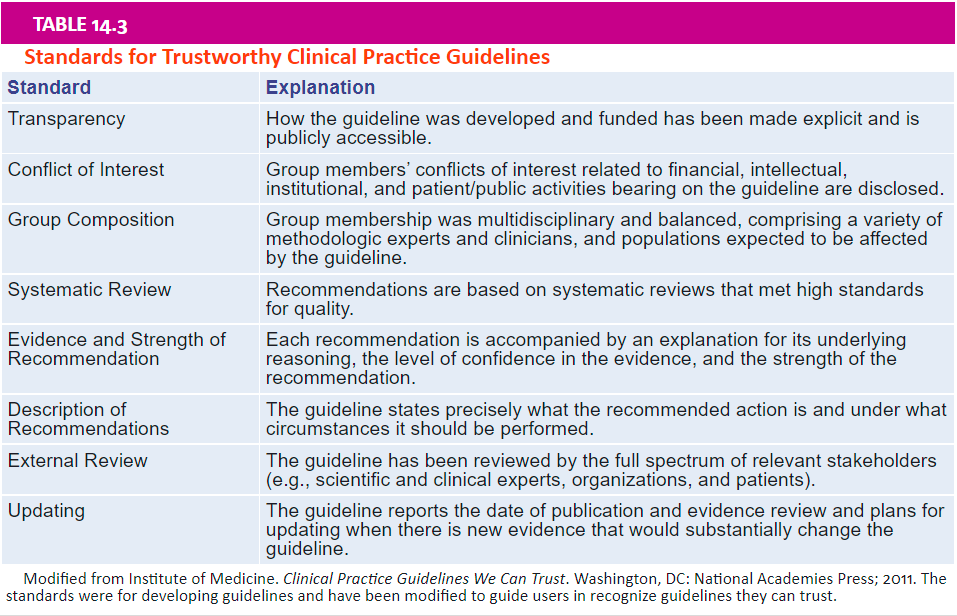 TABLE 14.3
Standards for Trustworthy Clinical Practice Guidelines
Standard Explanation
Transparency How the guideline was developed and funded has been made explicit and is
publicly accessible.
Conflict of Interest Group members' conflicts of interest related to financial, intellectual,
institutional, and patient/public activities bearing on the guideline are disclosed.
Group Composition Group membership was multidisciplinary and balanced, comprising a variety of
methodologic experts and clinicians, and populations expected to be affected
by the guideline.
Systematic Review Recommendations are based on systematic reviews that met high standards
for quality.
Evidence and Strength of Each recommendation is accompanied by an explanation for its underlying
Recommendation reasoning, the level of confidence in the evidence, and the strength of the
recommendation.
Description of The guideline states precisely what the recommended action is and under what
Recommendations circumstances it should be performed.
External Review The guideline has been reviewed by the full spectrum of relevant stakeholders
(e.g., scientific and clinical experts, organizations, and patients).
Updating The guideline reports the date of publication and evidence review and plans for
updating when there is new evidence that would substantially change the
guideline.
Modified from Institute of Medicine. Clinical Practice Guidelines We Can Trust. Washington, DC: National Academies Press; 2011. The
standards were for developing guidelines and have been modified to guide users in recognize guidelines they can trust.